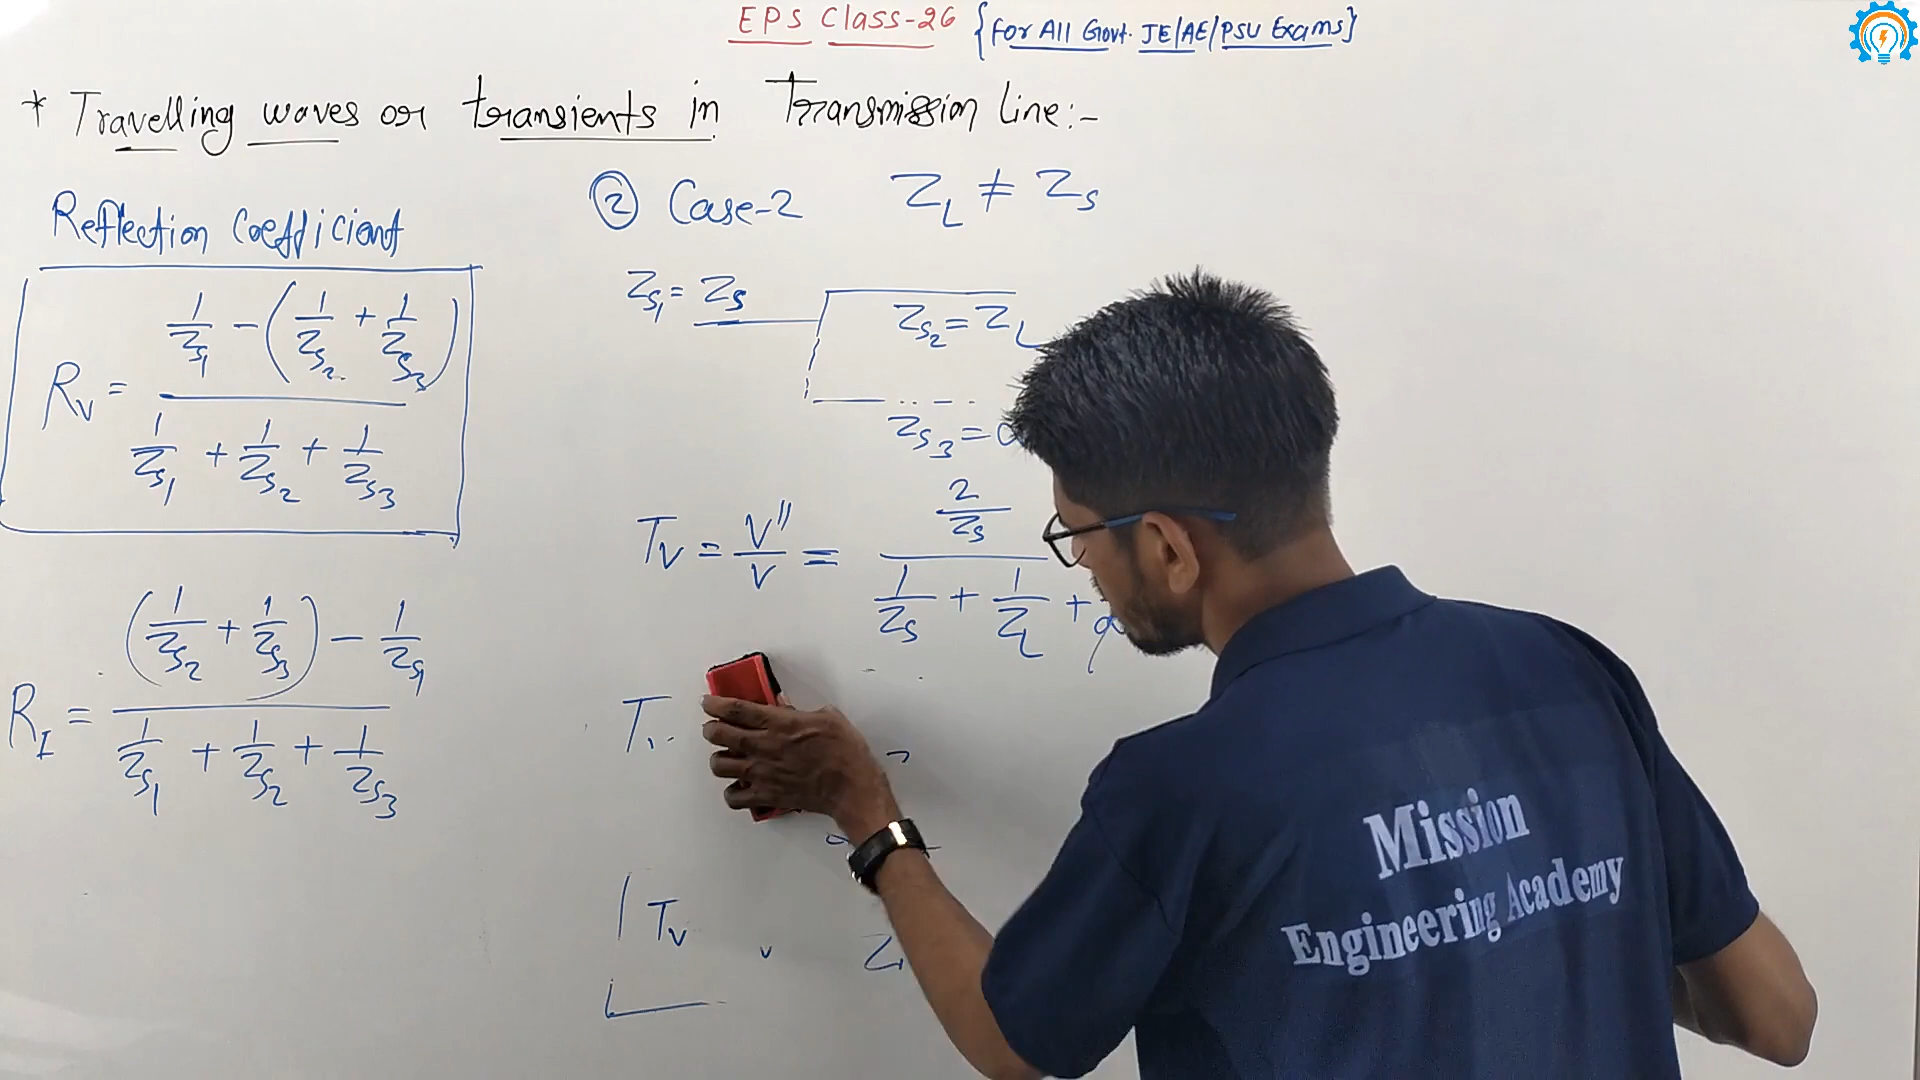 EPS Class-26 {for All Govt. JE/AE/PSU Exams}
* Travelling waves or transients in Transmission Line:-
Reflection Coefficient
R_V = (1/Z_S1 - (1/Z_S2 + 1/Z_S3)) / (1/Z_S1 + 1/Z_S2 + 1/Z_S3)
R_I = ((1/Z_S2 + 1/Z_S3) - 1/Z_S1) / (1/Z_S1 + 1/Z_S2 + 1/Z_S3)
② Case-2 Z_L ≠ Z_S
Z_S1 = Z_S
Z_S2 = Z_L
Z_S3 =
T_V = V''/V = (2/Z_S) / (1/Z_S + 1/Z_L +
T_V
Mission
Engineering Academy